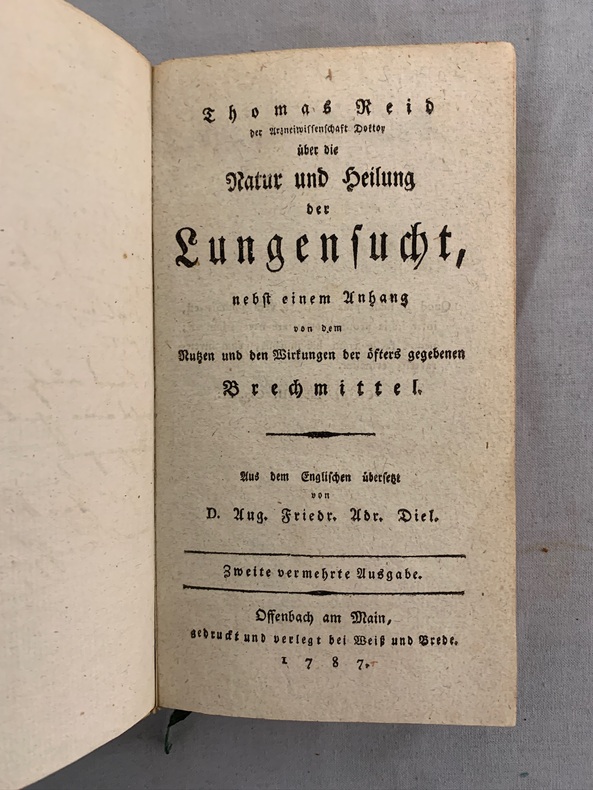 Thomas Reid
der Arzneiwissenschaft Doktor
über die
Natur und Heilung
der
Lungensucht,
nebst einem Anhang
von dem
Nutzen und den Wirkungen der öfters gegebenen
Brechmittel.
Aus dem Englischen übersetzt
von
D. Aug. Friedr. Adr. Diel.
Zweite vermehrte Ausgabe.
Offenbach am Main,
gedruckt und verlegt bei Weiß und Brede.
1787.